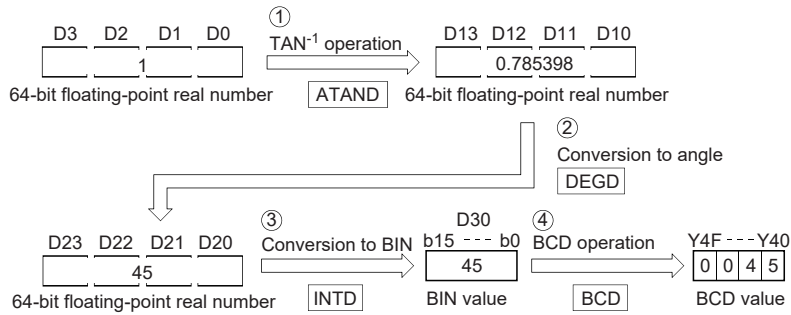 ①
D3 D2 D1 D0
TAN-1 operation
D13 D12 D11 D10
1
0.785398
64-bit floating-point real number
ATAND
64-bit floating-point real number
②
Conversion to angle
DEGD
③
D30
④
D23 D22 D21 D20
Conversion to BIN
b15 --- b0
BCD operation
Y4F --- Y40
45
45
0 0 4 5
64-bit floating-point real number
INTD
BIN value
BCD
BCD value